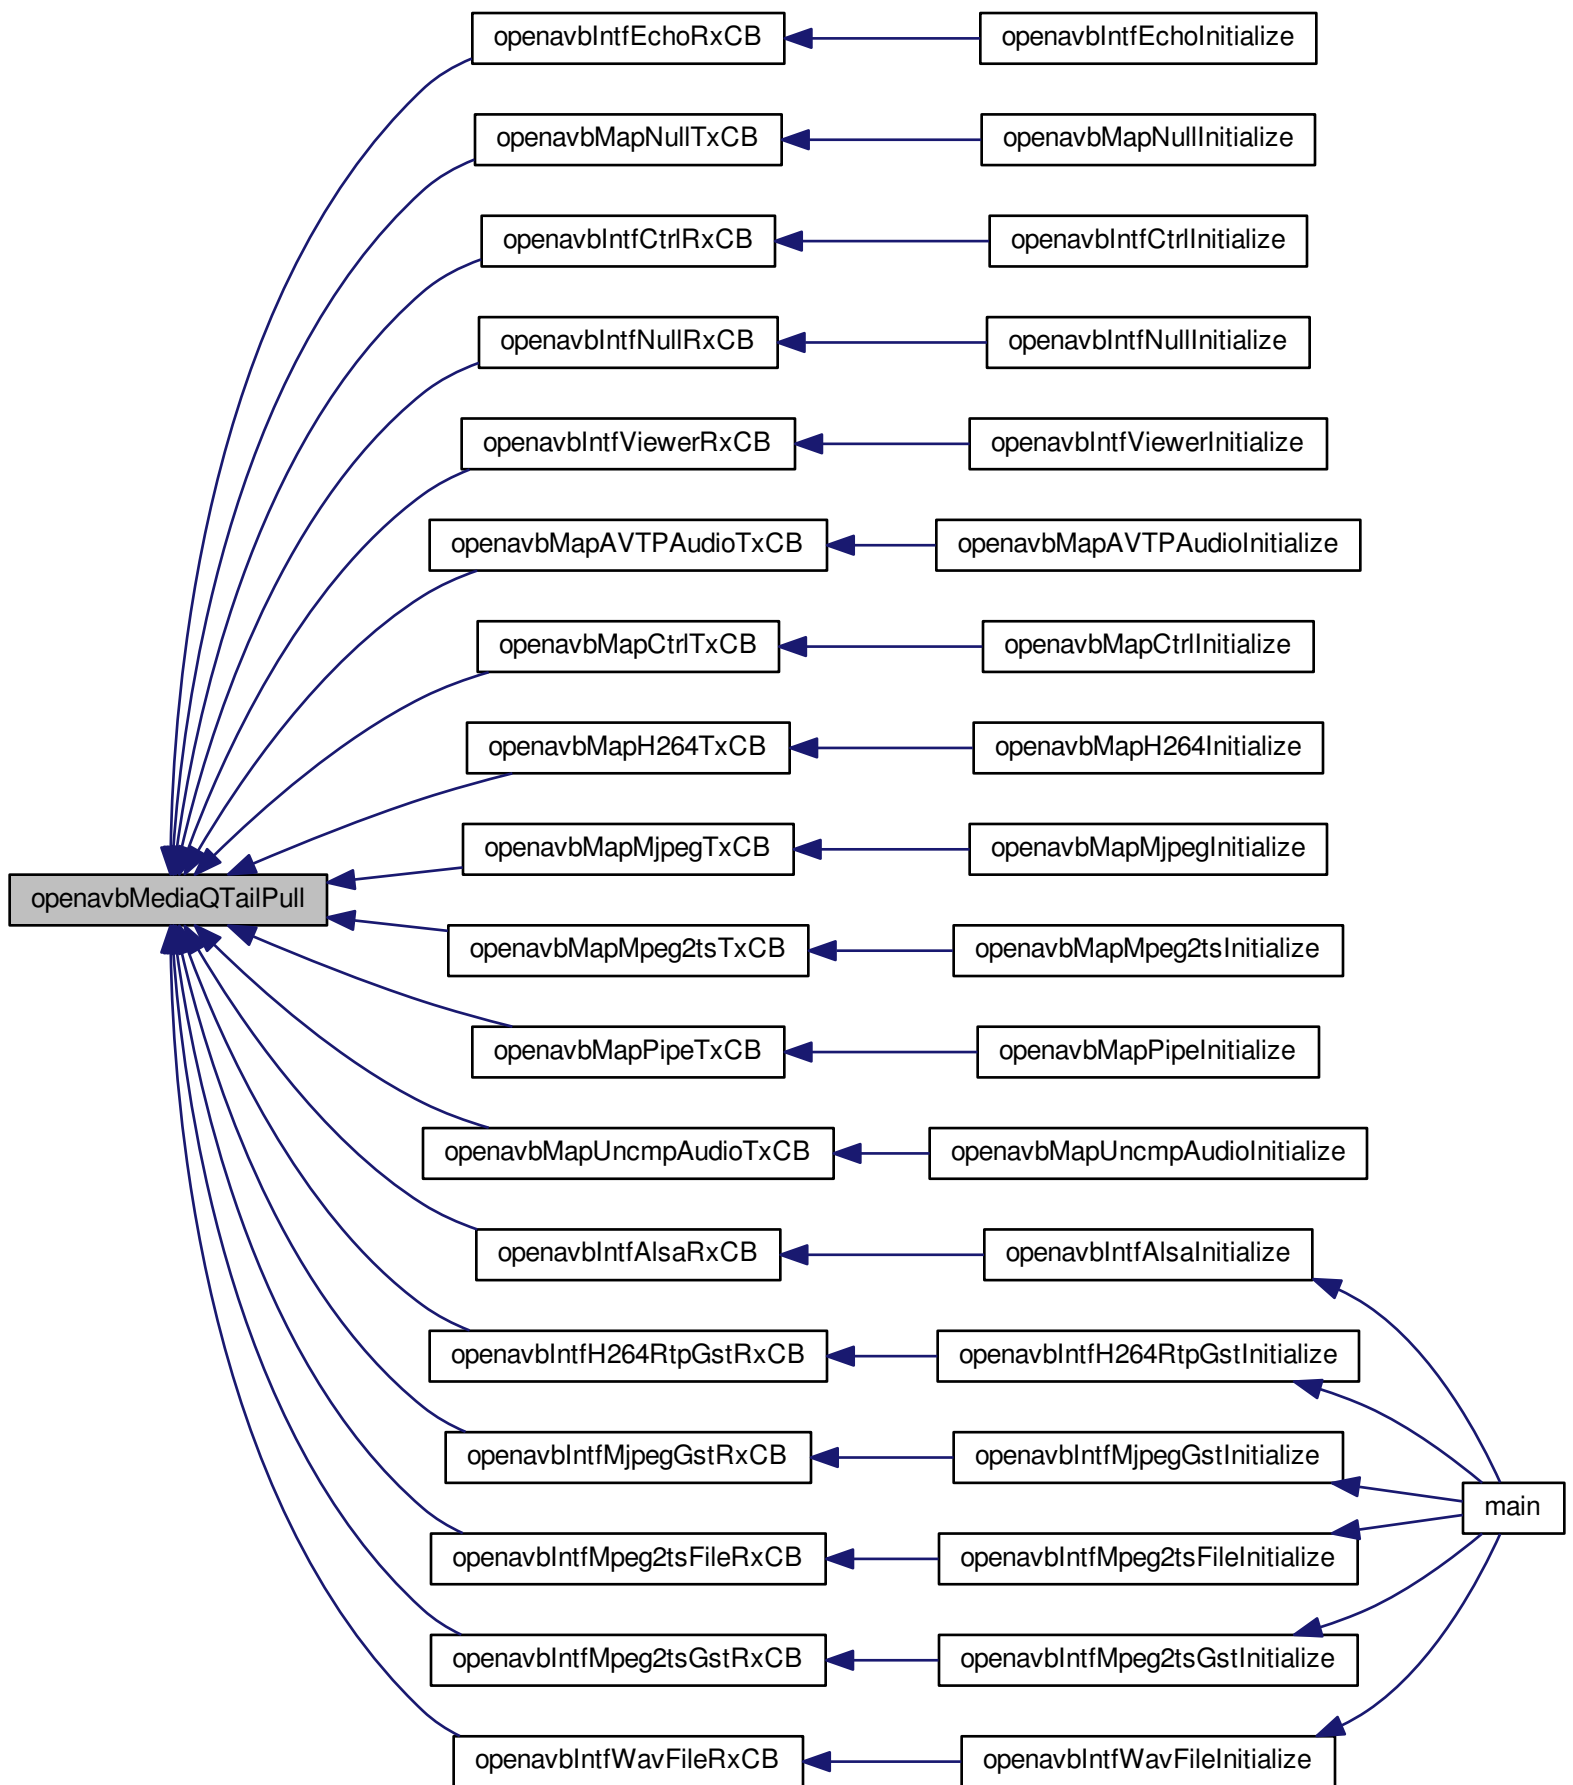 openavbIntfEchoRxCB
openavbIntfEchoInitialize
openavbMapNullTxCB
openavbMapNullInitialize
openavbIntfCtrlRxCB
openavbIntfCtrlInitialize
openavbIntfNullRxCB
openavbIntfNullInitialize
openavbIntfViewerRxCB
openavbIntfViewerInitialize
openavbMapAVTPAudioTxCB
openavbMapAVTPAudioInitialize
openavbMapCtrlTxCB
openavbMapCtrlInitialize
openavbMapH264TxCB
openavbMapH264Initialize
openavbMapMjpegTxCB
openavbMapMjpegInitialize
openavbMediaQTailPull
openavbMapMpeg2tsTxCB
openavbMapMpeg2tsInitialize
openavbMapPipeTxCB
openavbMapPipeInitialize
openavbMapUncmpAudioTxCB
openavbMapUncmpAudioInitialize
openavbIntfAlsaRxCB
openavbIntfAlsaInitialize
openavbIntfH264RtpGstRxCB
openavbIntfH264RtpGstInitialize
openavbIntfMjpegGstRxCB
openavbIntfMjpegGstInitialize
main
openavbIntfMpeg2tsFileRxCB
openavbIntfMpeg2tsFileInitialize
openavbIntfMpeg2tsGstRxCB
openavbIntfMpeg2tsGstInitialize
openavbIntfWavFileRxCB
openavbIntfWavFileInitialize